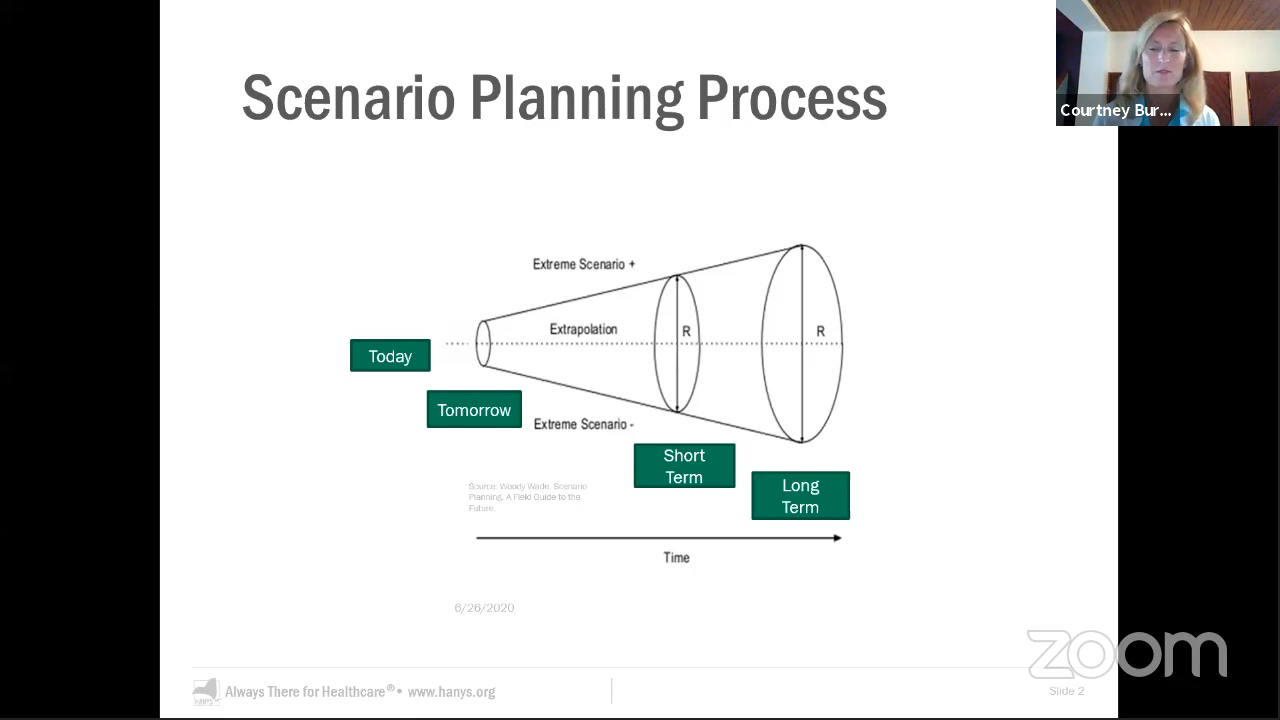 Scenario Planning Process
Courtney Bur...
Extreme Scenario +
Extrapolation
R
R
Today
Tomorrow
Extreme Scenario -
Short
Term
Long
Term
Source: Woody Wade, Scenario
Planning, A Field Guide to the
Future.
Time
6/26/2020
zoom
HANYS
Always There for Healthcare®• www.hanys.org
Slide 2